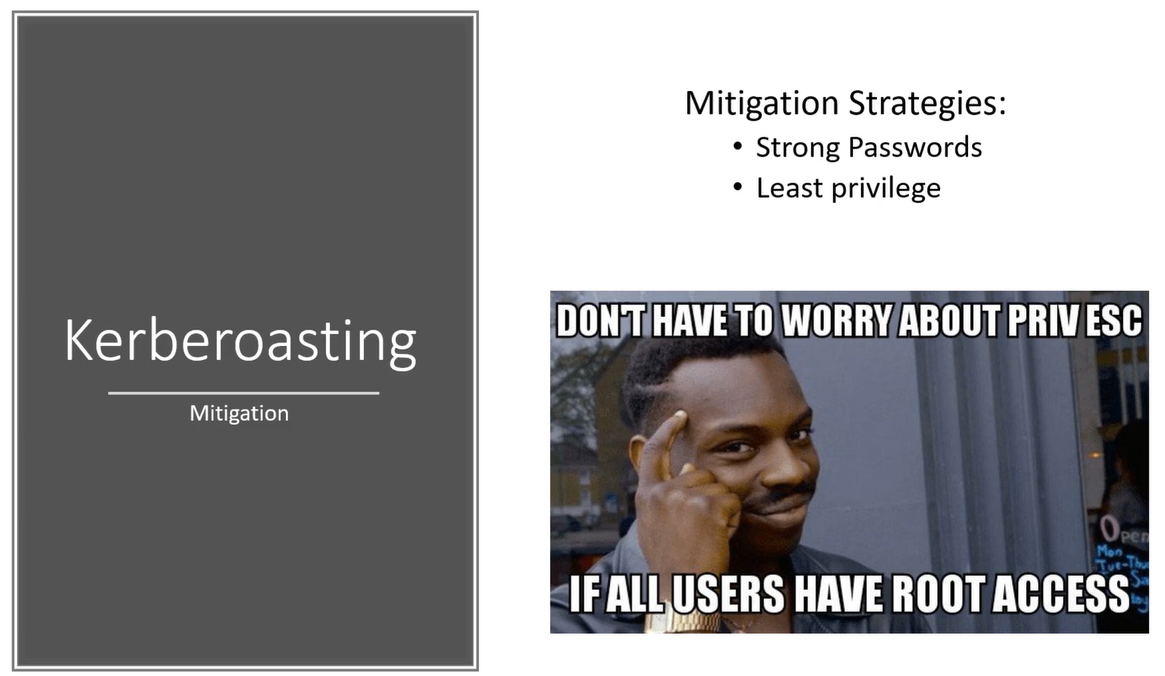 Kerberoasting
Mitigation
Mitigation Strategies:
• Strong Passwords
• Least privilege
DON'T HAVE TO WORRY ABOUT PRIV ESC
IF ALL USERS HAVE ROOT ACCESS
Open
Mon
Tue-Thu